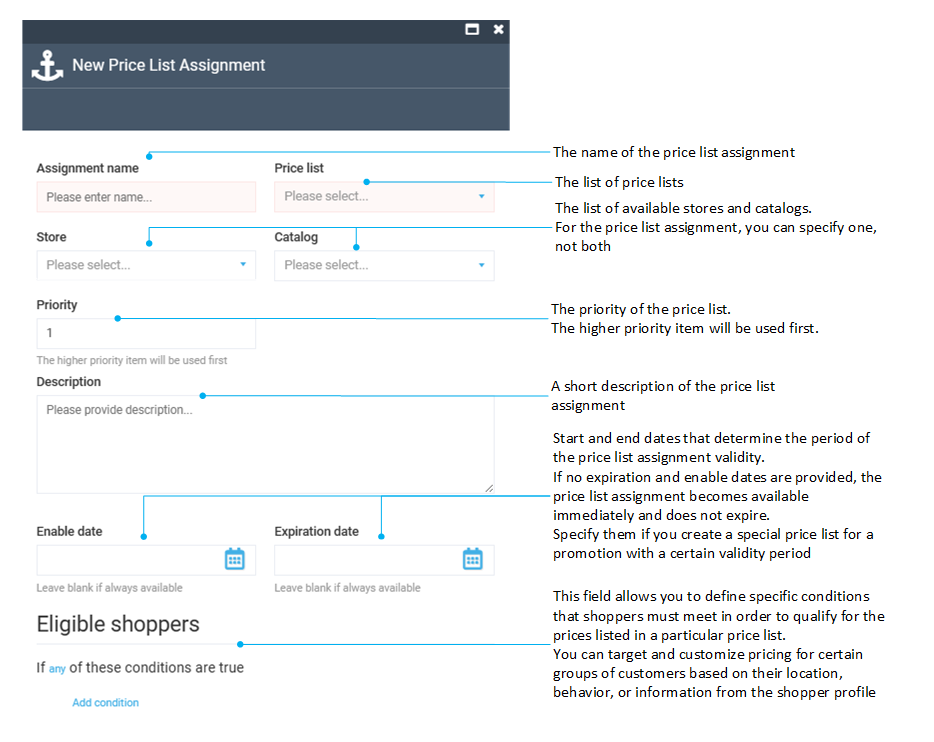 New Price List Assignment
Assignment name
Price list
The name of the price list assignment
Please enter name...
Please select...
The list of price lists
Store
Catalog
The list of available stores and catalogs.
For the price list assignment, you can specify one,
not both
Please select...
Please select...
Priority
1
The higher priority item will be used first
The priority of the price list.
The higher priority item will be used first.
Description
Please provide description...
A short description of the price list
assignment
Enable date
Expiration date
Leave blank if always available
Leave blank if always available
Start and end dates that determine the period of
the price list assignment validity.
If no expiration and enable dates are provided, the
price list assignment becomes available
immediately and does not expire.
Specify them if you create a special price list for a
promotion with a certain validity period
Eligible shoppers
If any of these conditions are true
Add condition
This field allows you to define specific conditions
that shoppers must meet in order to qualify for the
prices listed in a particular price list.
You can target and customize pricing for certain
groups of customers based on their location,
behavior, or information from the shopper profile